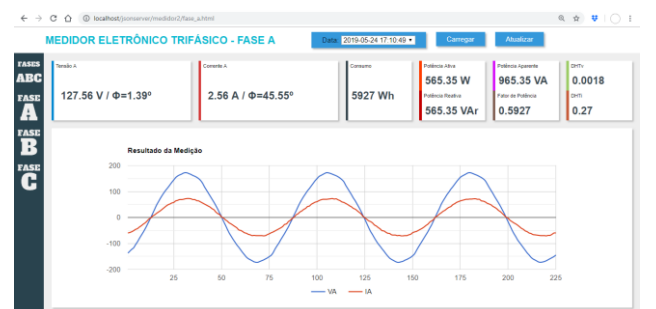 localhost/jsonserver/medidor2/fase_a.html
MEDIDOR ELETRÔNICO TRIFÁSICO - FASE A
Data: 2019-05-24 17:10:49
Carregar
Atualizar
FASES
ABC
FASE
A
FASE
B
FASE
C
Tensão A
127.56 V / Φ=1.39º
Corrente A
2.56 A / Φ=45.55º
Consumo
5927 Wh
Potência Ativa
565.35 W
Potência Reativa
565.35 VAr
Potência Aparente
965.35 VA
Fator de Potência
0.5927
DHTv
0.0018
DHTi
0.27
Resultado da Medição
200
100
0
-100
-200
25 50 75 100 125 150 175 200 225
VA IA